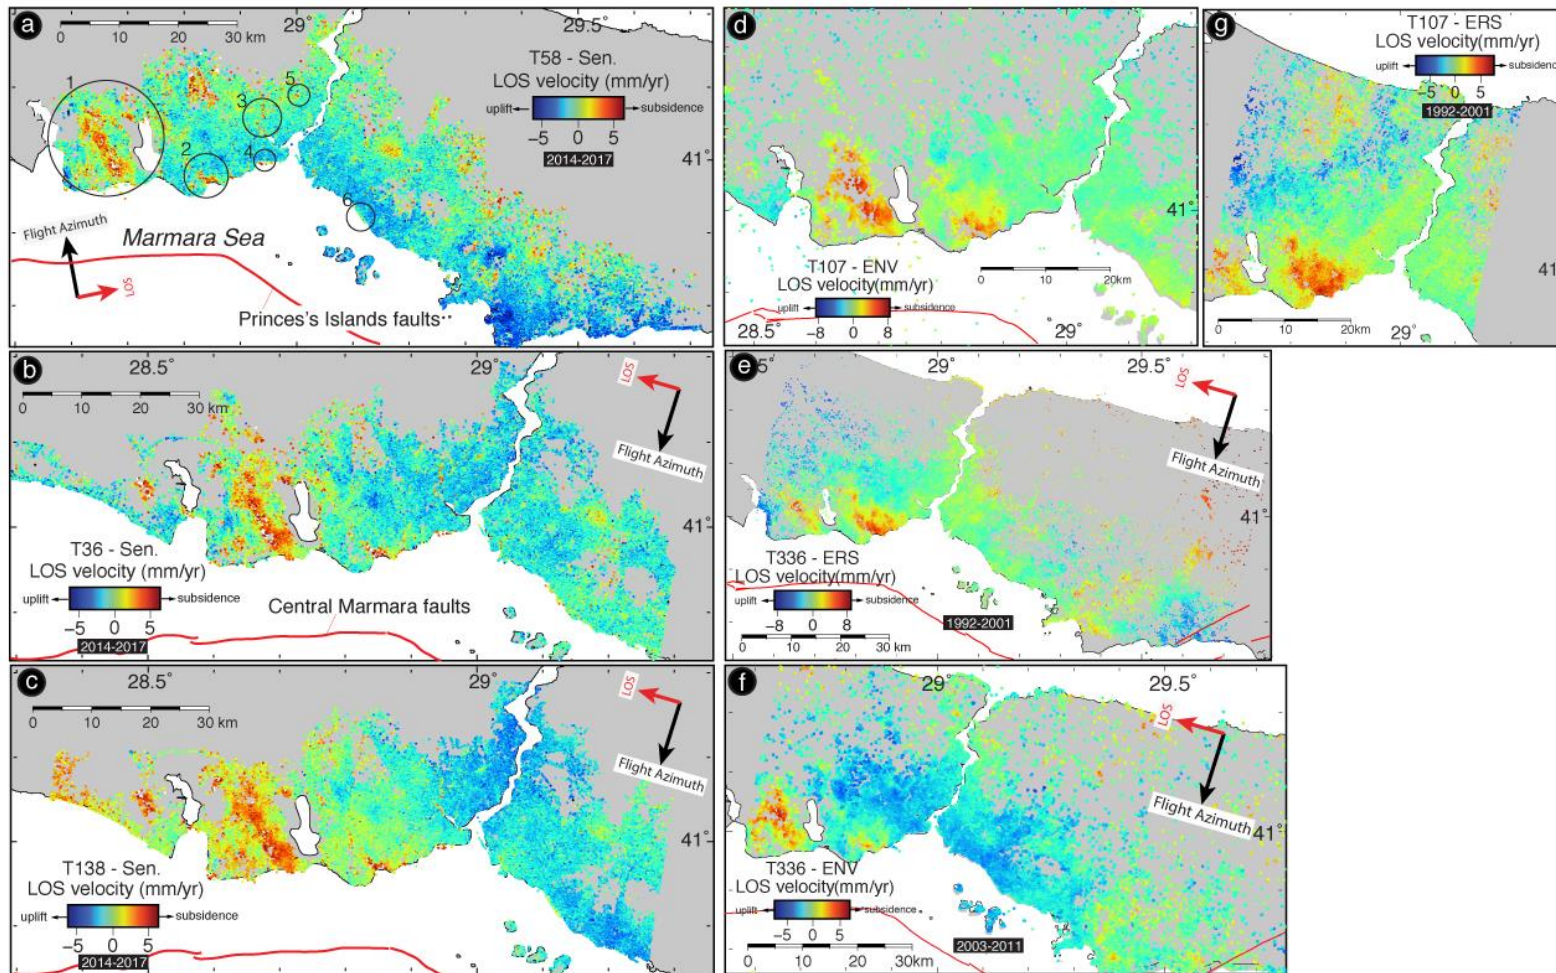 a
29°
29.5°
0 10 20 30 km
T58 - Sen.
LOS velocity (mm/yr)
uplift subsidence
−5 0 5
2014-2017
1
2
3
4
5
6
41°
Flight Azimuth
LOS
Marmara Sea
Princes's Islands faults
b
28.5°
29°
0 10 20 30 km
LOS
Flight Azimuth
41°
T36 - Sen.
LOS velocity (mm/yr)
uplift subsidence
−5 0 5
2014-2017
Central Marmara faults
c
28.5°
29°
0 10 20 30 km
LOS
Flight Azimuth
41°
T138 - Sen.
LOS velocity (mm/yr)
uplift subsidence
−5 0 5
2014-2017
d
41°
T107 - ENV
LOS velocity(mm/yr)
uplift subsidence
−8 0 8
0 10 20km
28.5°
29°
g
T107 - ERS
LOS velocity(mm/yr)
uplift subsidence
−5 0 5
1992-2001
41
0 10 20km
29°
e
5°
29°
29.5°
LOS
Flight Azimuth
41°
T336 - ERS
LOS velocity(mm/yr)
uplift subsidence
−8 0 8
1992-2001
0 10 20 30 km
f
29°
29.5°
LOS
Flight Azimuth
41°
T336 - ENV
LOS velocity(mm/yr)
uplift subsidence
−5 0 5
2003-2011
0 10 20 30km